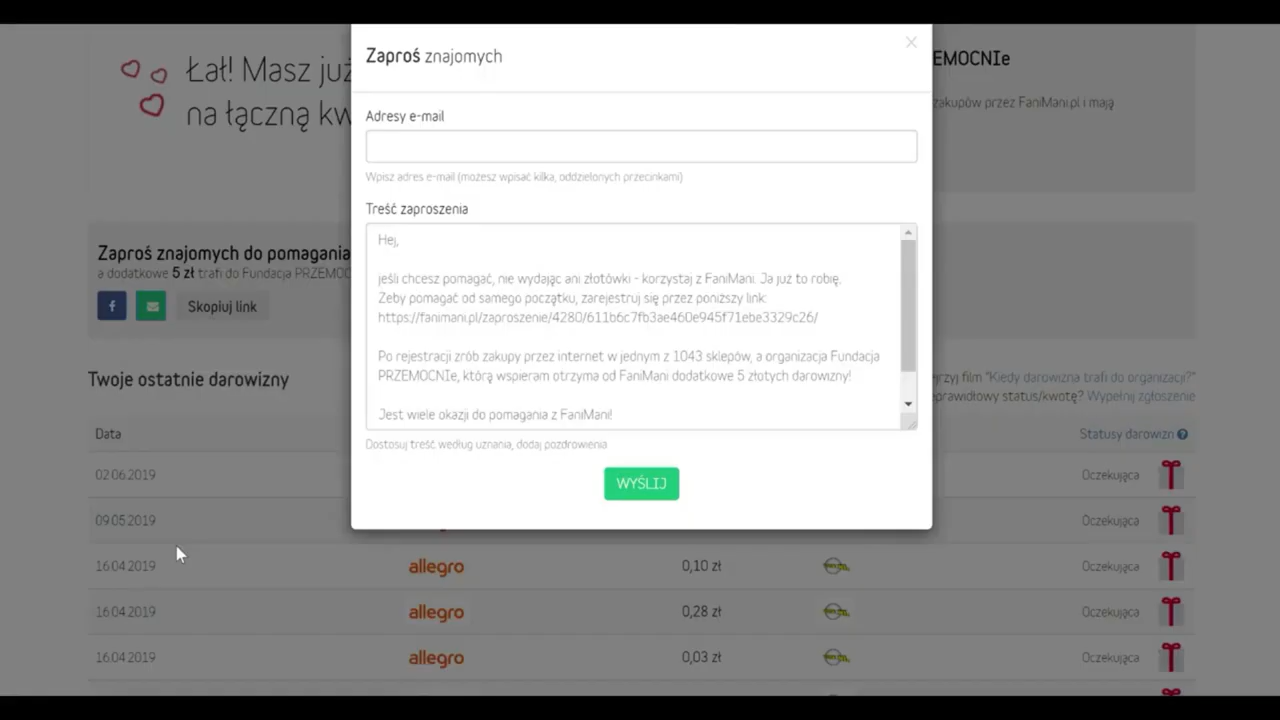 Zaproś znajomych
Łał! Masz już
na łączną kw
EMOCNIe
zakupów przez FaniMani.pl i mają
Adresy e-mail
Wpisz adres e-mail (możesz wpisać kilka, oddzielonych przecinkami)
Treść zaproszenia
Hej,
jeśli chcesz pomagać, nie wydając ani złotówki - korzystaj z FaniMani. Ja już to robię.
Żeby pomagać od samego początku, zarejestruj się przez poniższy link:
https://fanimani.pl/zaproszenie/4280/611b6c7fb3ae460e945f71ebe3329c26/
Po rejestracji zrób zakupy przez internet w jednym z 1043 sklepów, a organizacja Fundacja
PRZEMOCNIe, którą wspieram otrzyma od FaniMani dodatkowe 5 złotych darowizny!
Jest wiele okazji do pomagania z FaniMani!
Dostosuj treść według uznania, dodaj pozdrowienia
WYŚLIJ
Zaproś znajomych do pomagania
a dodatkowe 5 zł trafi do Fundacja PRZEMOC
f
Skopiuj link
Twoje ostatnie darowizny
jrzyj film "Kiedy darowizna trafi do organizacji?"
eprawidłowy status/kwotę? Wypełnij zgłoszenie
Data
Statusy darowizn ?
02.06.2019 Oczekująca
09.05.2019 Oczekująca
16.04.2019 allegro 0,10 zł Oczekująca
16.04.2019 allegro 0,28 zł Oczekująca
16.04.2019 allegro 0,03 zł Oczekująca